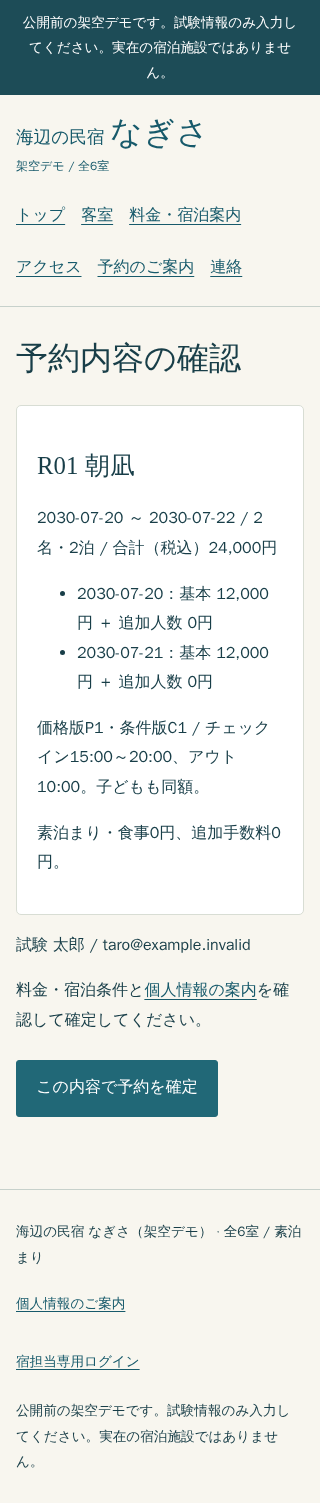 公開前の架空デモです。試験情報のみ入力し
てください。実在の宿泊施設ではありませ
ん。
海辺の民宿 なぎさ
架空デモ / 全6室
トップ 客室 料金・宿泊案内
アクセス 予約のご案内 連絡
予約内容の確認
R01 朝凪
2030-07-20 ～ 2030-07-22 / 2
名・2泊 / 合計（税込）24,000円
• 2030-07-20：基本 12,000
円 ＋ 追加人数 0円
• 2030-07-21：基本 12,000
円 ＋ 追加人数 0円
価格版P1・条件版C1 / チェック
イン15:00～20:00、アウト
10:00。子どもも同額。
素泊まり・食事0円、追加手数料0
円。
試験 太郎 / taro@example.invalid
料金・宿泊条件と個人情報の案内を確
認して確定してください。
この内容で予約を確定
海辺の民宿 なぎさ（架空デモ） · 全6室 / 素泊
まり
個人情報のご案内
宿担当専用ログイン
公開前の架空デモです。試験情報のみ入力し
てください。実在の宿泊施設ではありませ
ん。